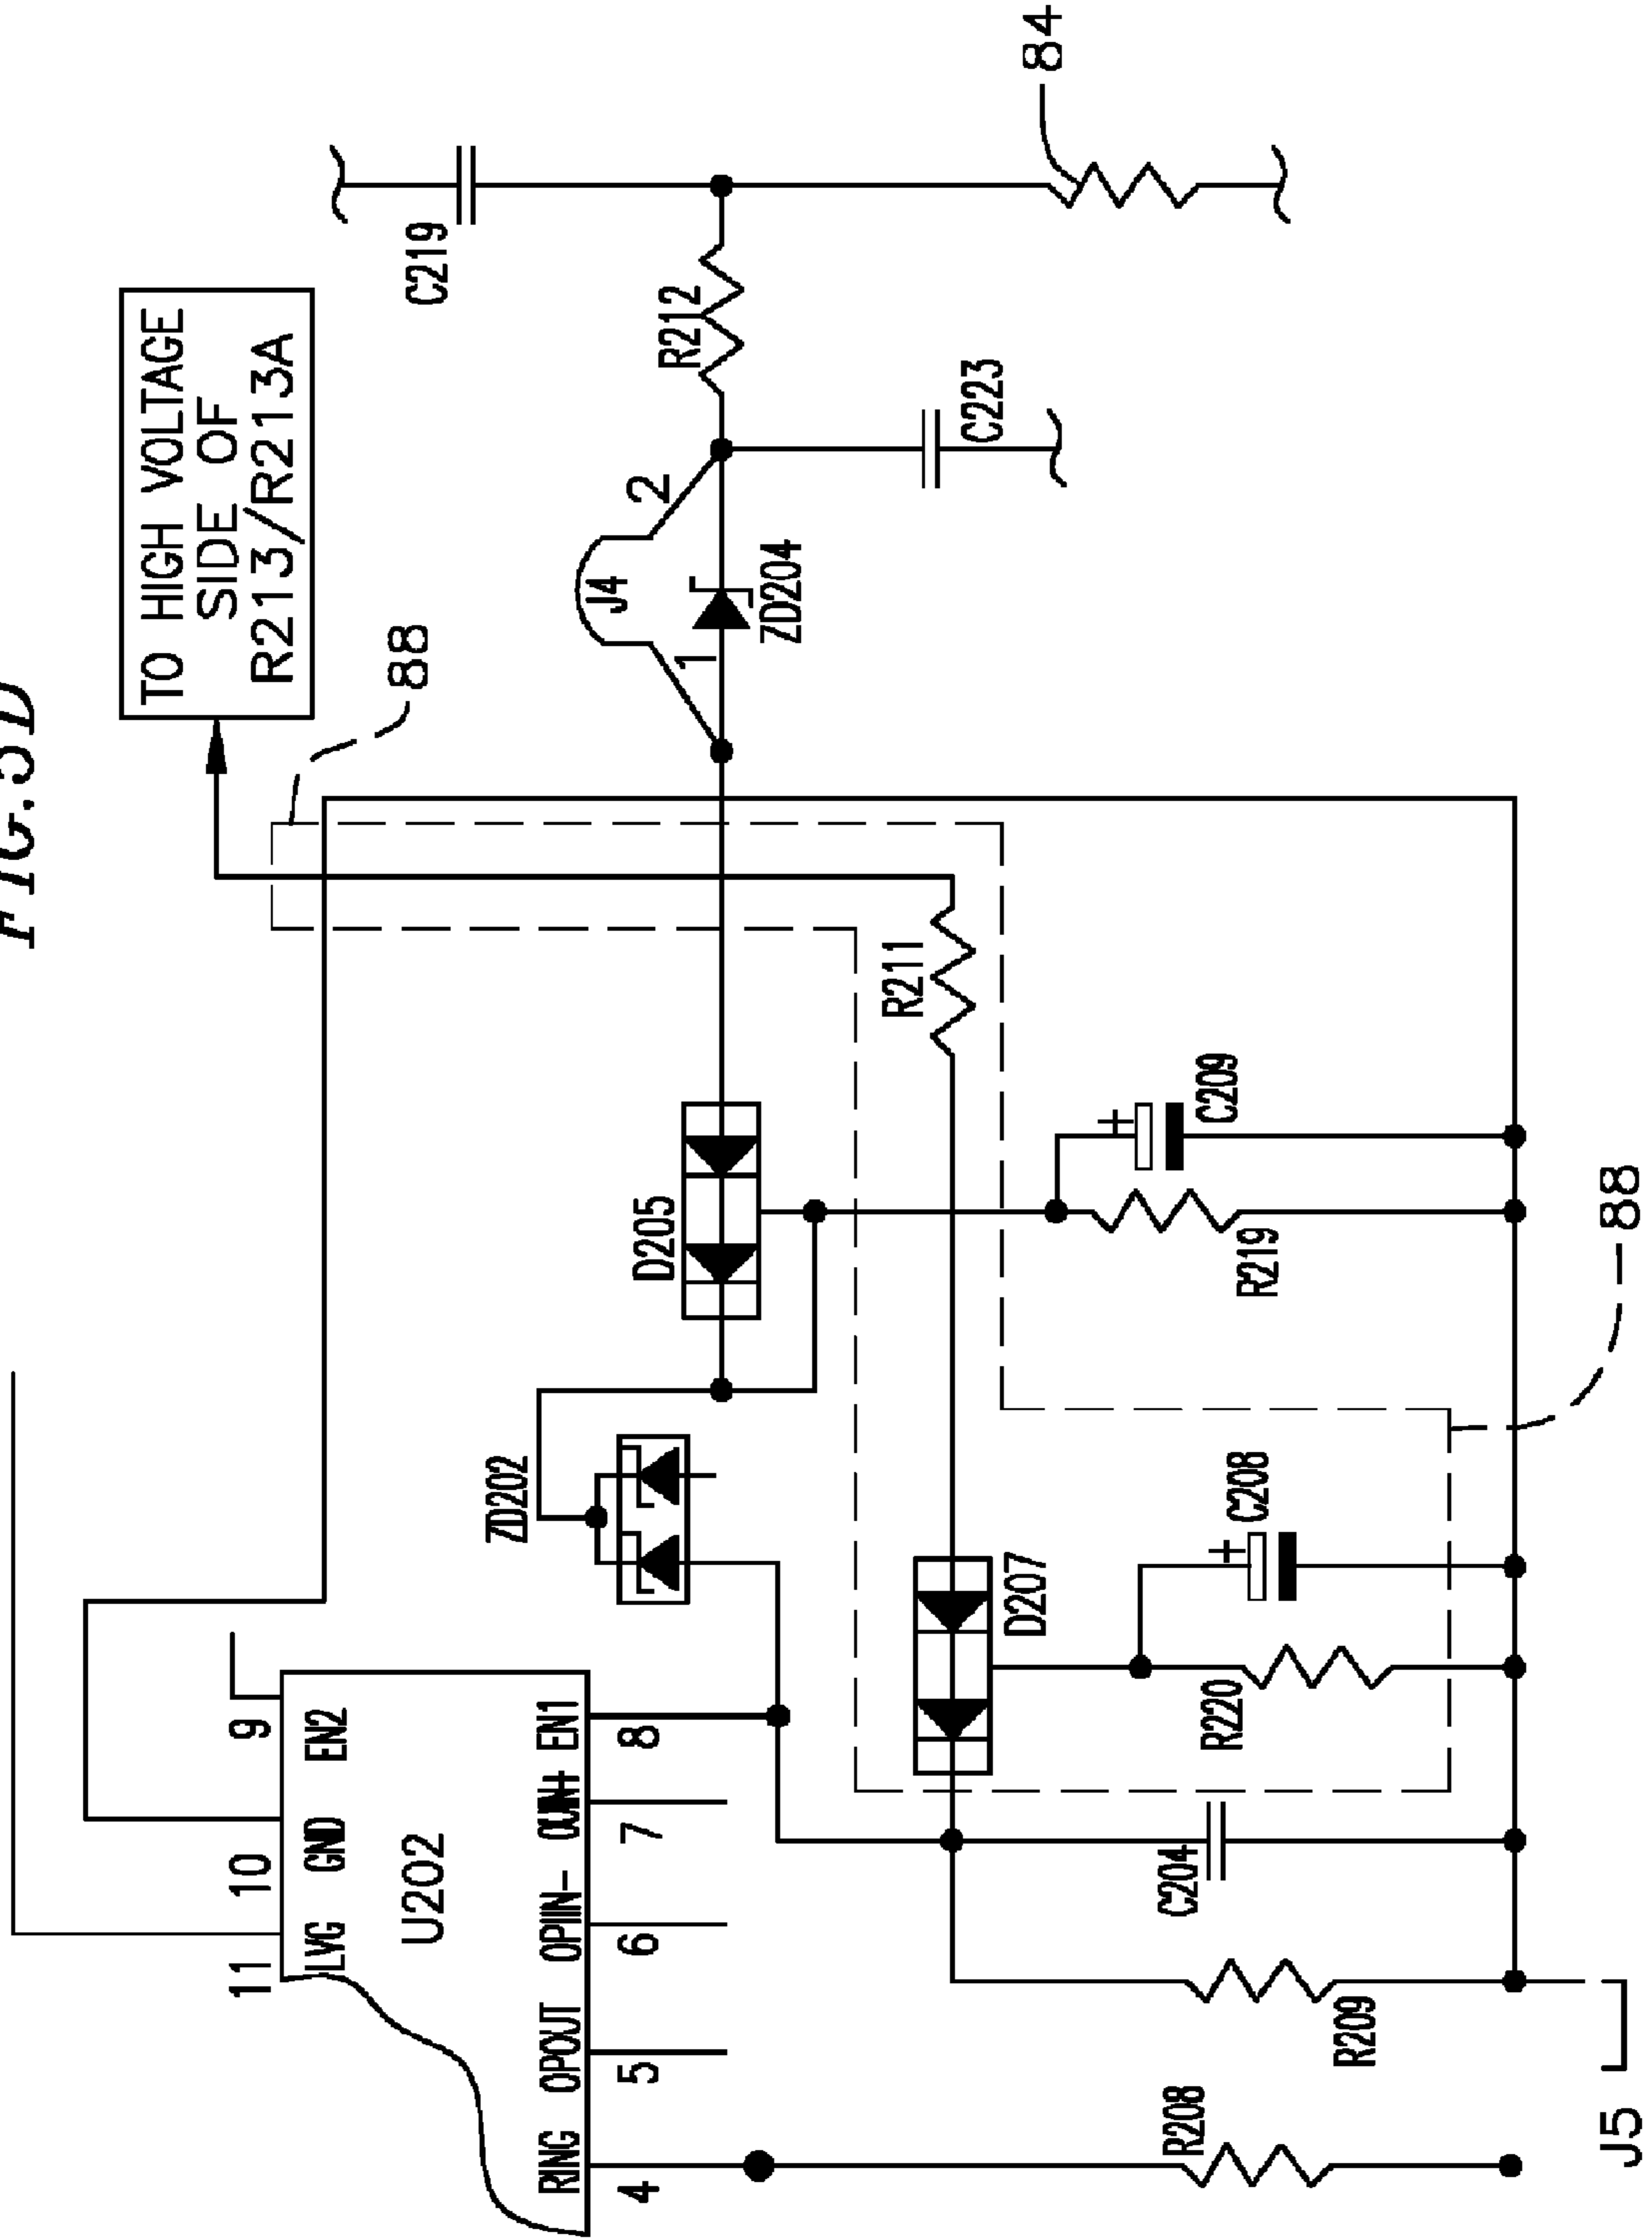 FIG.5D
TO HIGH VOLTAGE
SIDE OF
R213/R213A
88
84
C219
R212
C223
J4
1
2
ZD204
D205
ZD202
R211
C209
R219
88
D207
C208
R220
C204
R209
R208
J5
U202
11
10
9
LVG
GND
EN2
RING
OPOUT
OPIIN-
EN1
4
5
6
7
8